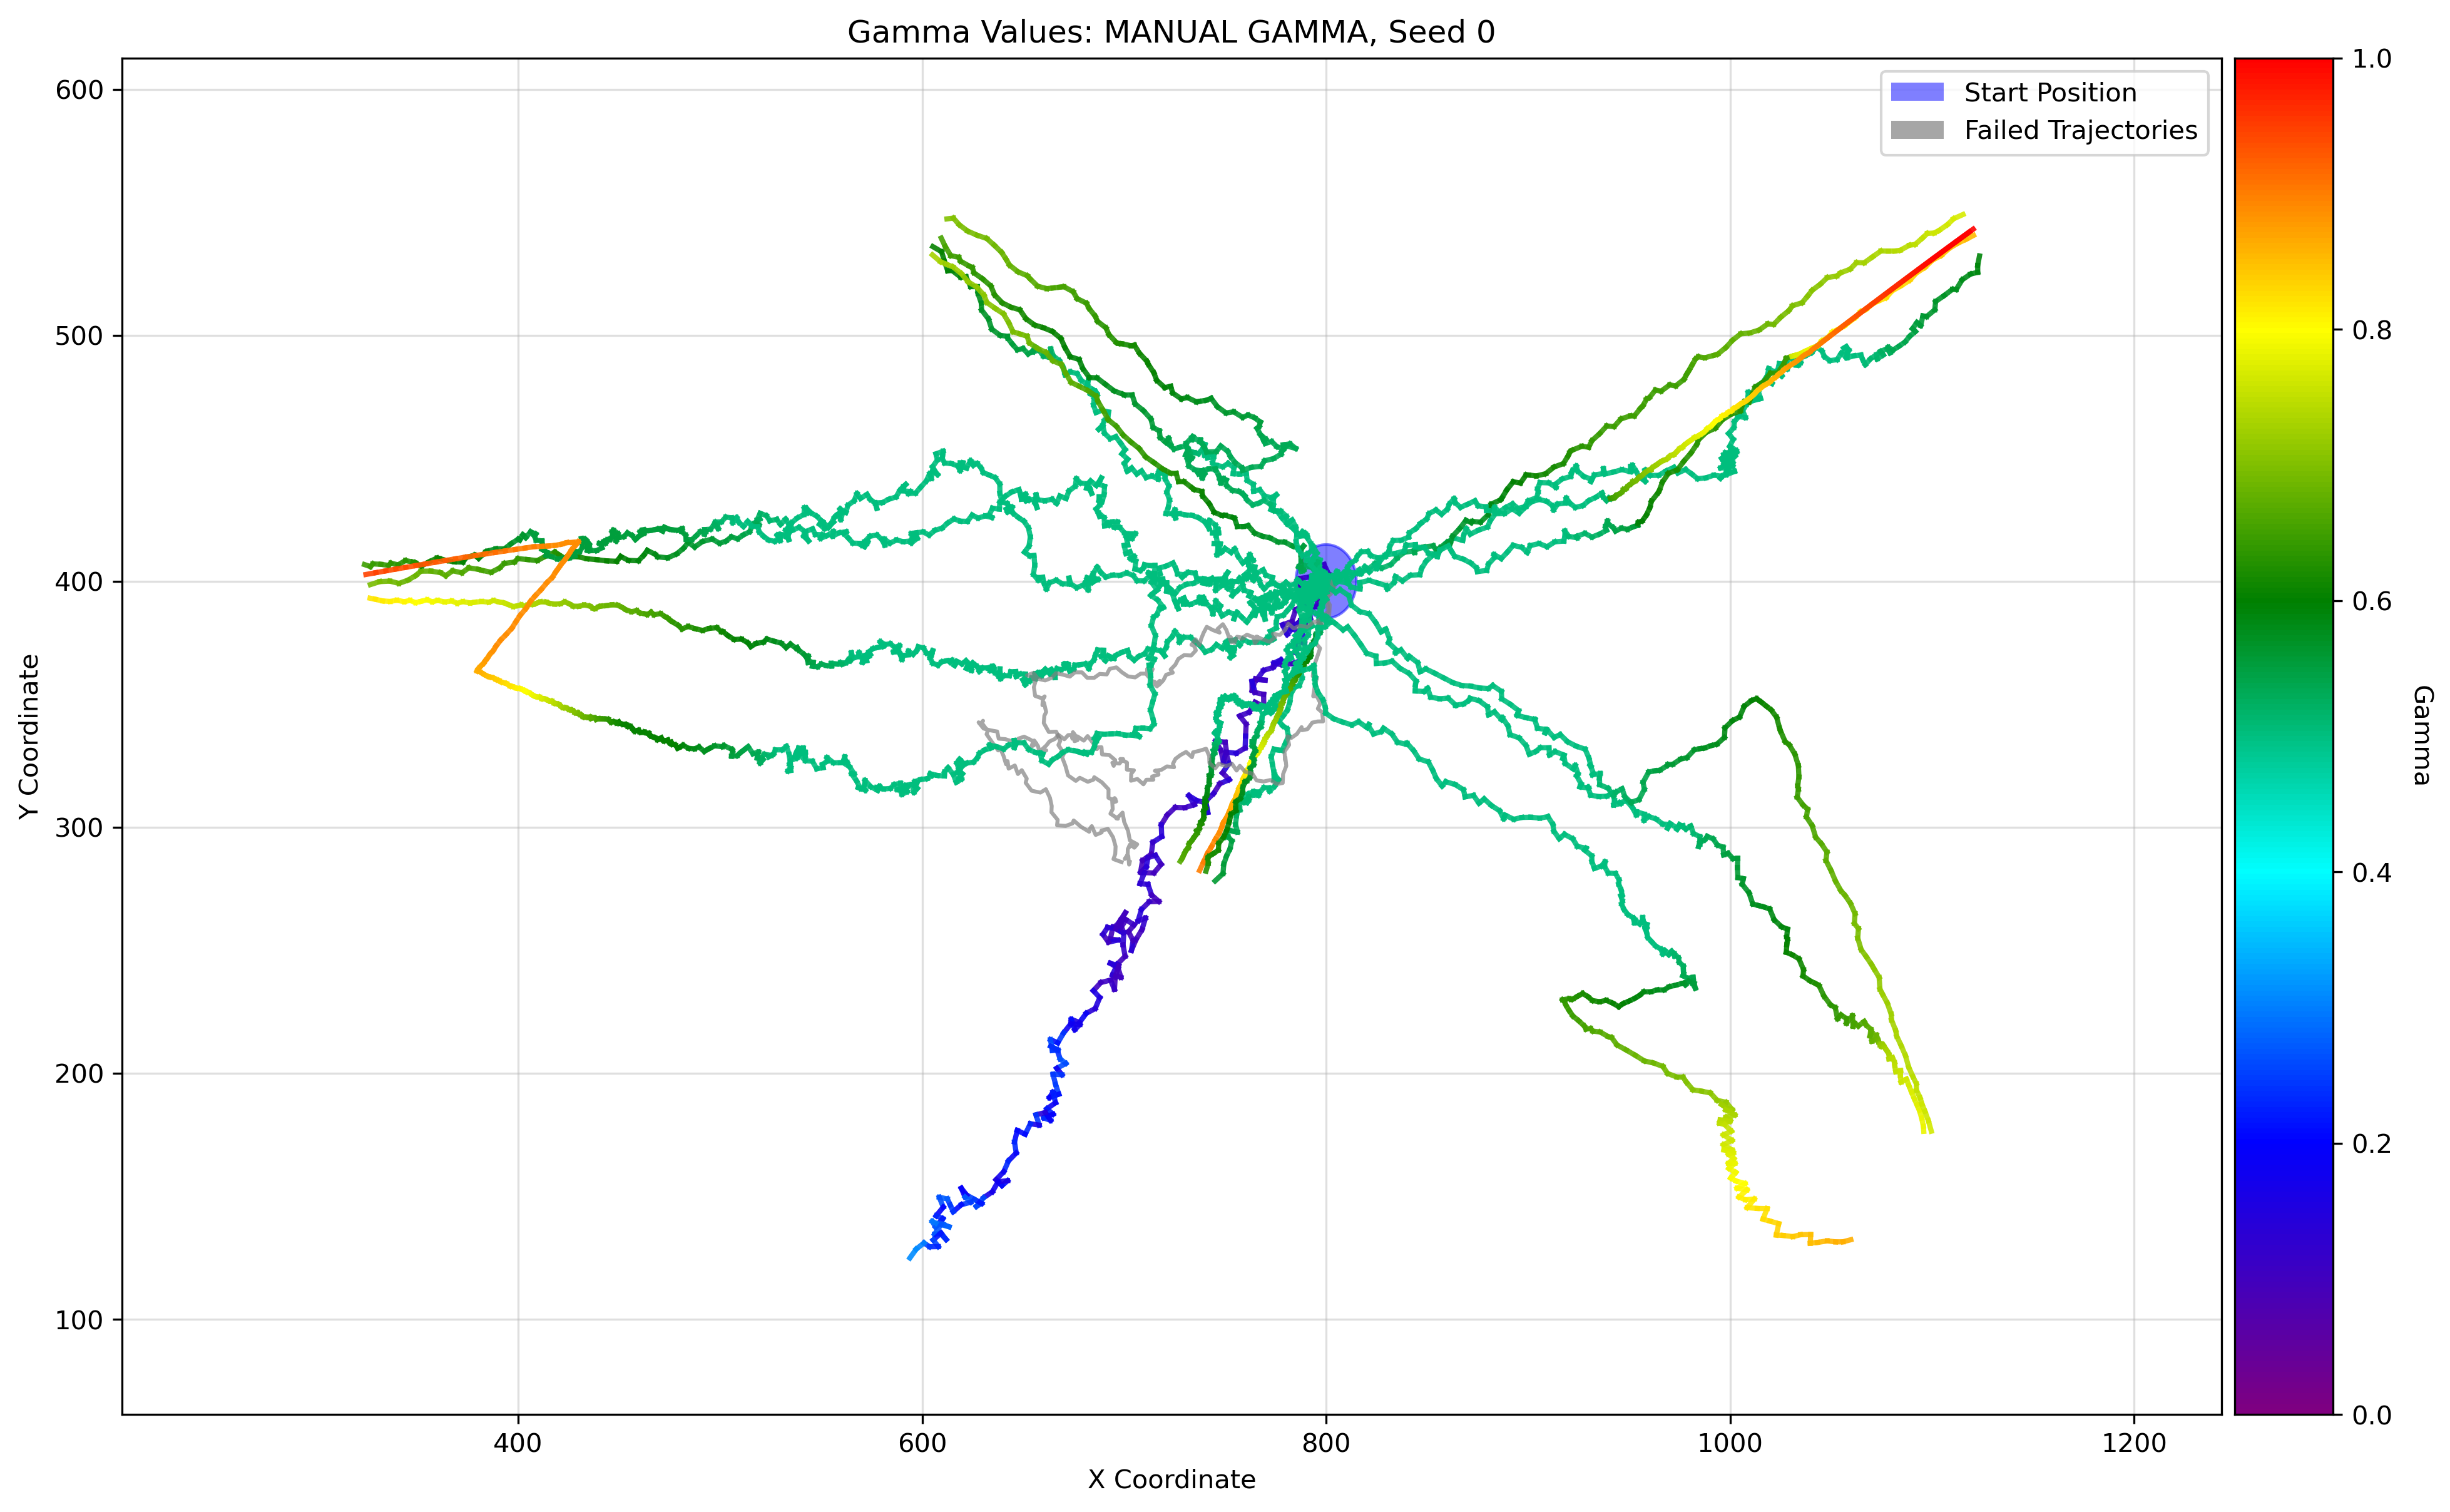 Gamma Values: MANUAL GAMMA, Seed 0
Start Position
Failed Trajectories
600
500
400
300
200
100
Y Coordinate
400
600
800
1000
1200
X Coordinate
1.0
0.8
0.6
0.4
0.2
0.0
Gamma